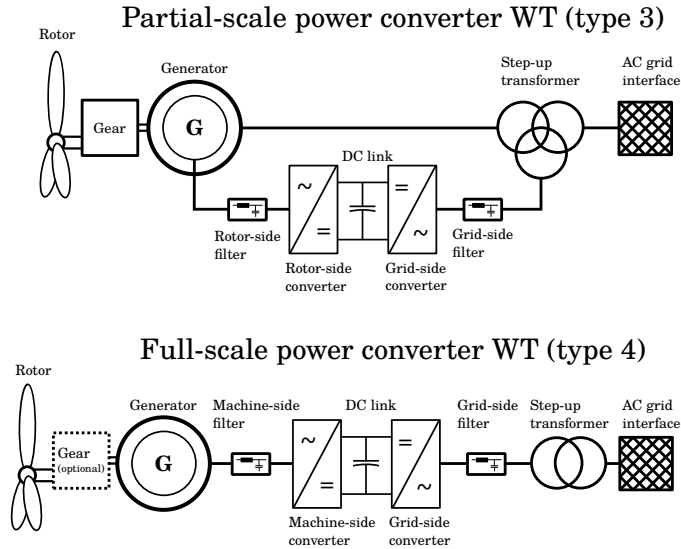 Partial-scale power converter WT (type 3)
Rotor
Generator
Step-up
transformer
AC grid
interface
Gear
G
DC link
~
=
=
~
Rotor-side
filter
Rotor-side
converter
Grid-side
converter
Grid-side
filter
Full-scale power converter WT (type 4)
Rotor
Generator
Machine-side
filter
DC link
Grid-side
filter
Step-up
transformer
AC grid
interface
Gear
(optional)
G
~
=
=
~
Machine-side
converter
Grid-side
converter